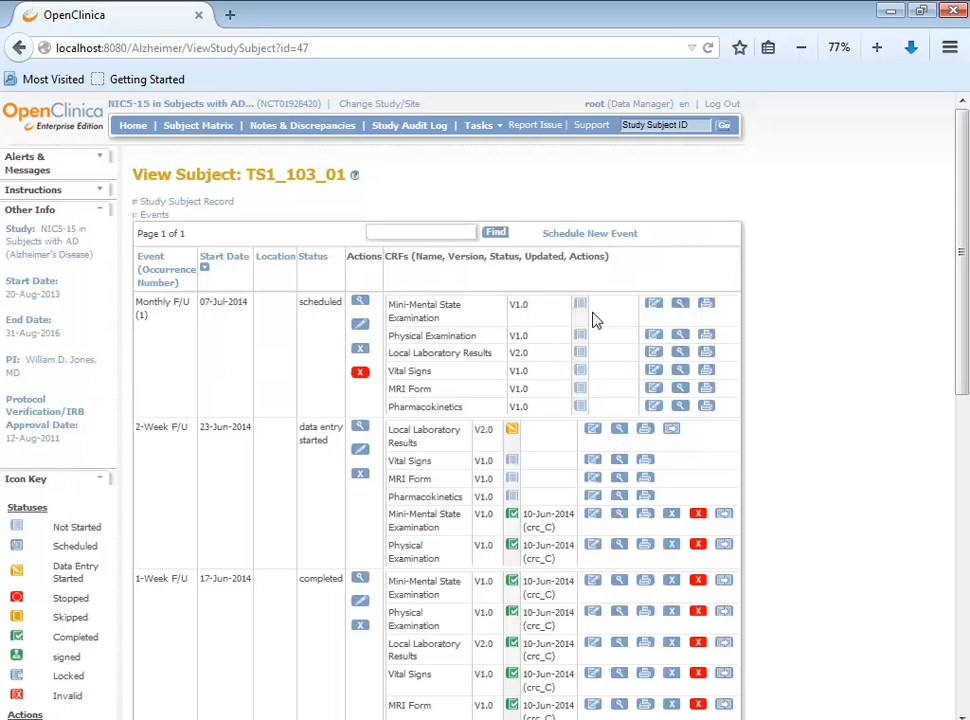 OpenClinica
localhost:8080/Alzheimer/ViewStudySubject?id=47
77%
Most Visited Getting Started
OpenClinica
Enterprise Edition
NIC5-15 in Subjects with AD... (NCT01928420) Change Study/Site
root (Data Manager) en Log Out
Home Subject Matrix Notes & Discrepancies Study Audit Log Tasks Report Issue Support Study Subject ID Go
Alerts &
Messages
Instructions
Other Info
Study: NIC5-15 in
Subjects with AD
(Alzheimer's Disease)
Start Date:
20-Aug-2013
End Date:
31-Aug-2016
PI: William D. Jones,
MD
Protocol
Verification/IRB
Approval Date:
12-Aug-2011
Icon Key
Statuses
Not Started
Scheduled
Data Entry
Started
Stopped
Skipped
Completed
signed
Locked
Invalid
Actions
View Subject: TS1_103_01
Study Subject Record
Events
Page 1 of 1 Find Schedule New Event
Event
(Occurrence
Number)
Start Date Location Status Actions CRFs (Name, Version, Status, Updated, Actions)
Monthly F/U
(1)
07-Jul-2014 scheduled
Mini-Mental State
Examination
V1.0
Physical Examination V1.0
Local Laboratory Results V2.0
Vital Signs V1.0
MRI Form V1.0
Pharmacokinetics V1.0
2-Week F/U 23-Jun-2014 data entry
started
Local Laboratory
Results
V2.0
Vital Signs V1.0
MRI Form V1.0
Pharmacokinetics V1.0
Mini-Mental State
Examination
V1.0 10-Jun-2014
(crc_C)
Physical
Examination
V1.0 10-Jun-2014
(crc_C)
1-Week F/U 17-Jun-2014 completed
Mini-Mental State
Examination
V1.0 10-Jun-2014
(crc_C)
Physical
Examination
V1.0 10-Jun-2014
(crc_C)
Local Laboratory
Results
V2.0 10-Jun-2014
(crc_C)
Vital Signs V1.0 10-Jun-2014
(crc_C)
MRI Form V1.0 10-Jun-2014